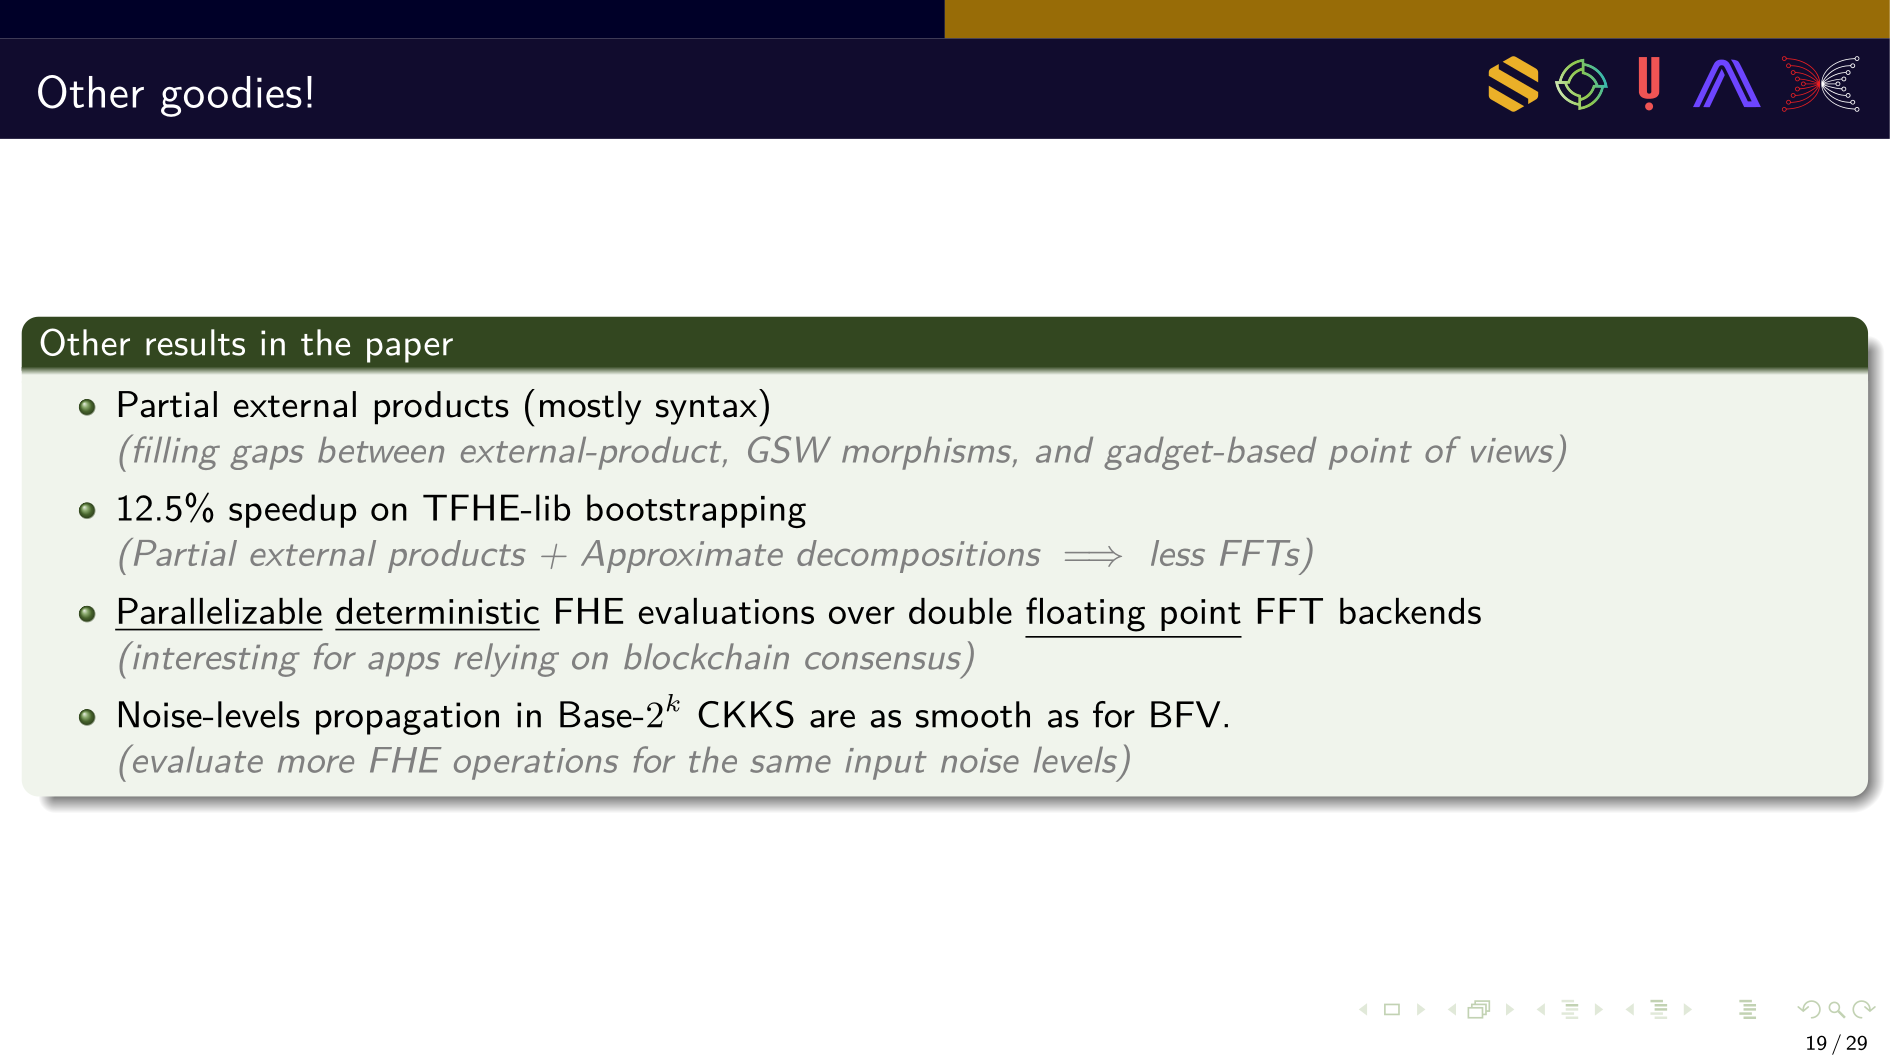 Other goodies!
Other results in the paper
Partial external products (mostly syntax)
(filling gaps between external-product, GSW morphisms, and gadget-based point of views)
12.5% speedup on TFHE-lib bootstrapping
(Partial external products + Approximate decompositions ⟹ less FFTs)
Parallelizable deterministic FHE evaluations over double floating point FFT backends
(interesting for apps relying on blockchain consensus)
Noise-levels propagation in Base-2^k CKKS are as smooth as for BFV.
(evaluate more FHE operations for the same input noise levels)
19 / 29